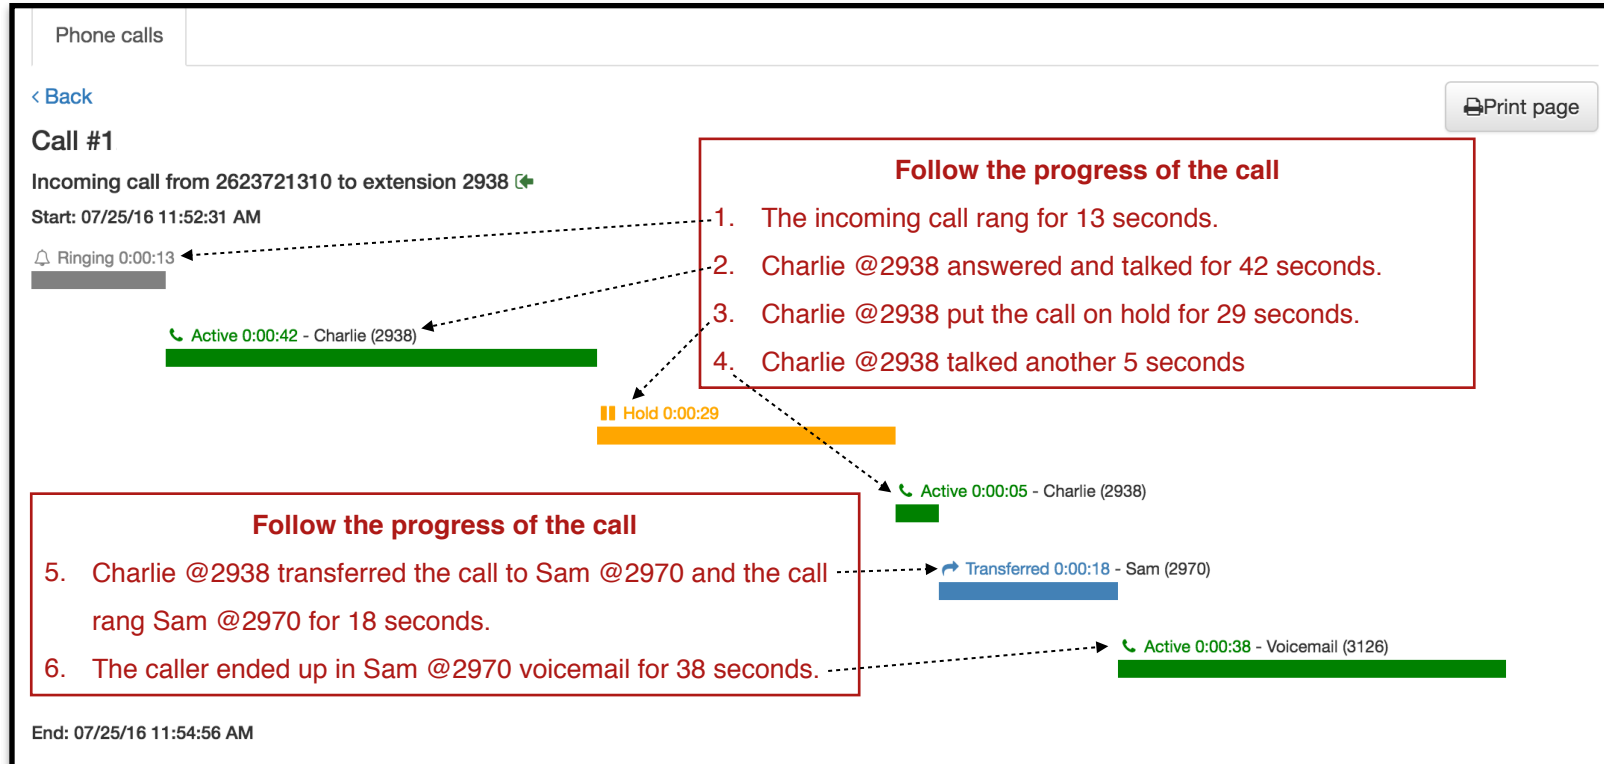 Phone calls
Back
Print page
Call #1
Incoming call from 2623721310 to extension 2938
Start: 07/25/16 11:52:31 AM
Follow the progress of the call
1. The incoming call rang for 13 seconds.
2. Charlie @2938 answered and talked for 42 seconds.
3. Charlie @2938 put the call on hold for 29 seconds.
4. Charlie @2938 talked another 5 seconds
Ringing 0:00:13
Active 0:00:42 - Charlie (2938)
Hold 0:00:29
Active 0:00:05 - Charlie (2938)
Follow the progress of the call
5. Charlie @2938 transferred the call to Sam @2970 and the call
rang Sam @2970 for 18 seconds.
6. The caller ended up in Sam @2970 voicemail for 38 seconds.
Transferred 0:00:18 - Sam (2970)
Active 0:00:38 - Voicemail (3126)
End: 07/25/16 11:54:56 AM